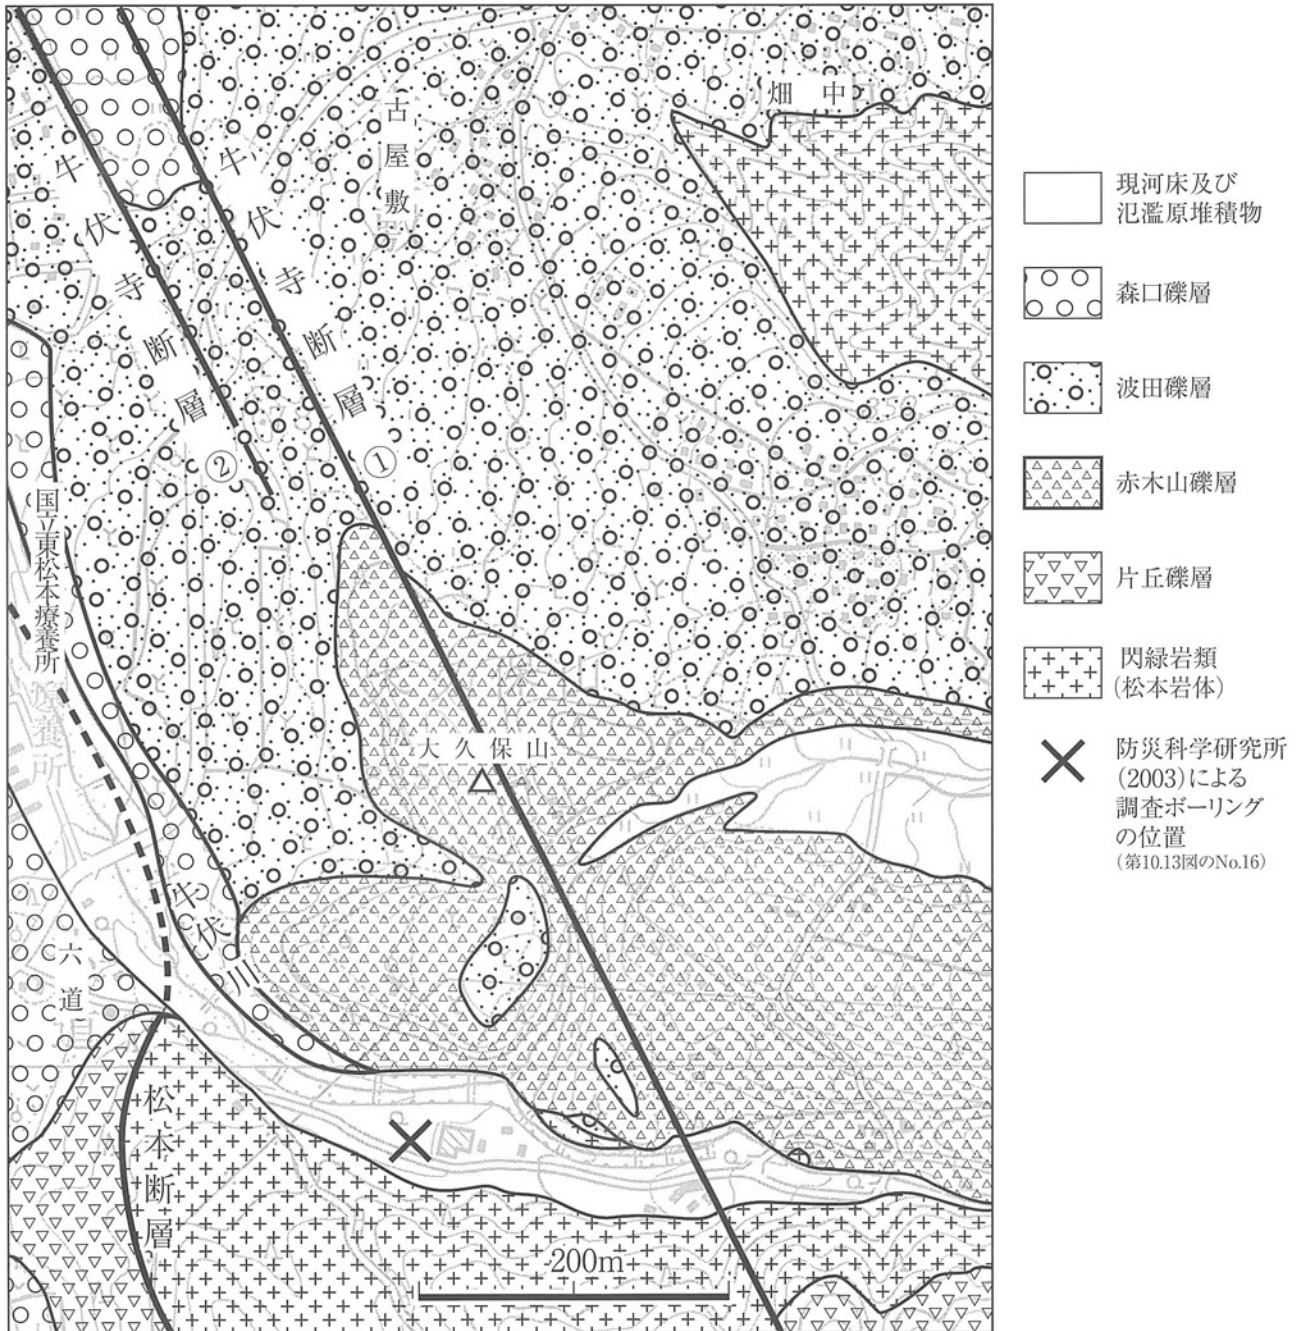 畑中
古屋敷
牛伏寺断層
①
牛伏寺断層
②
国立東松本療養所
療養所
大久保山
牛伏川
六道
道
松本断層
200m
現河床及び
氾濫原堆積物
森口礫層
波田礫層
赤木山礫層
片丘礫層
閃緑岩類
(松本岩体)
防災科学研究所
(2003)による
調査ボーリング
の位置
(第10.13図のNo.16)